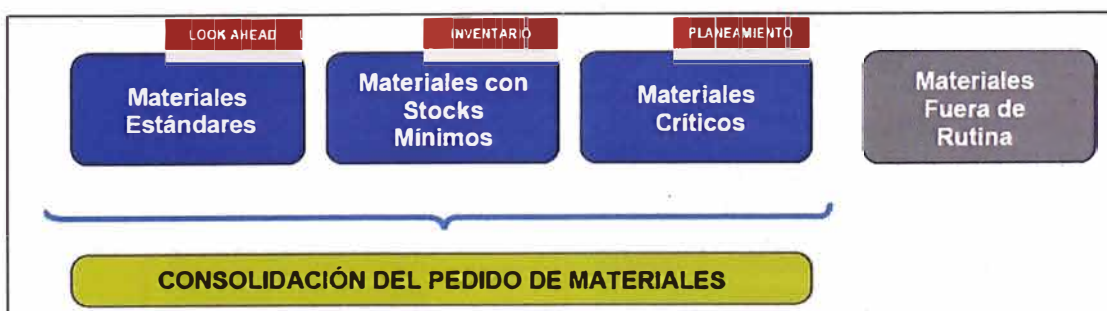 LOOK AHEAD
INVENTARIO
PLANEAMIENTO
Materiales
Estándares
Materiales con
Stocks
Mínimos
Materiales
Críticos
Materiales
Fuera de
Rutina
CONSOLIDACIÓN DEL PEDIDO DE MATERIALES